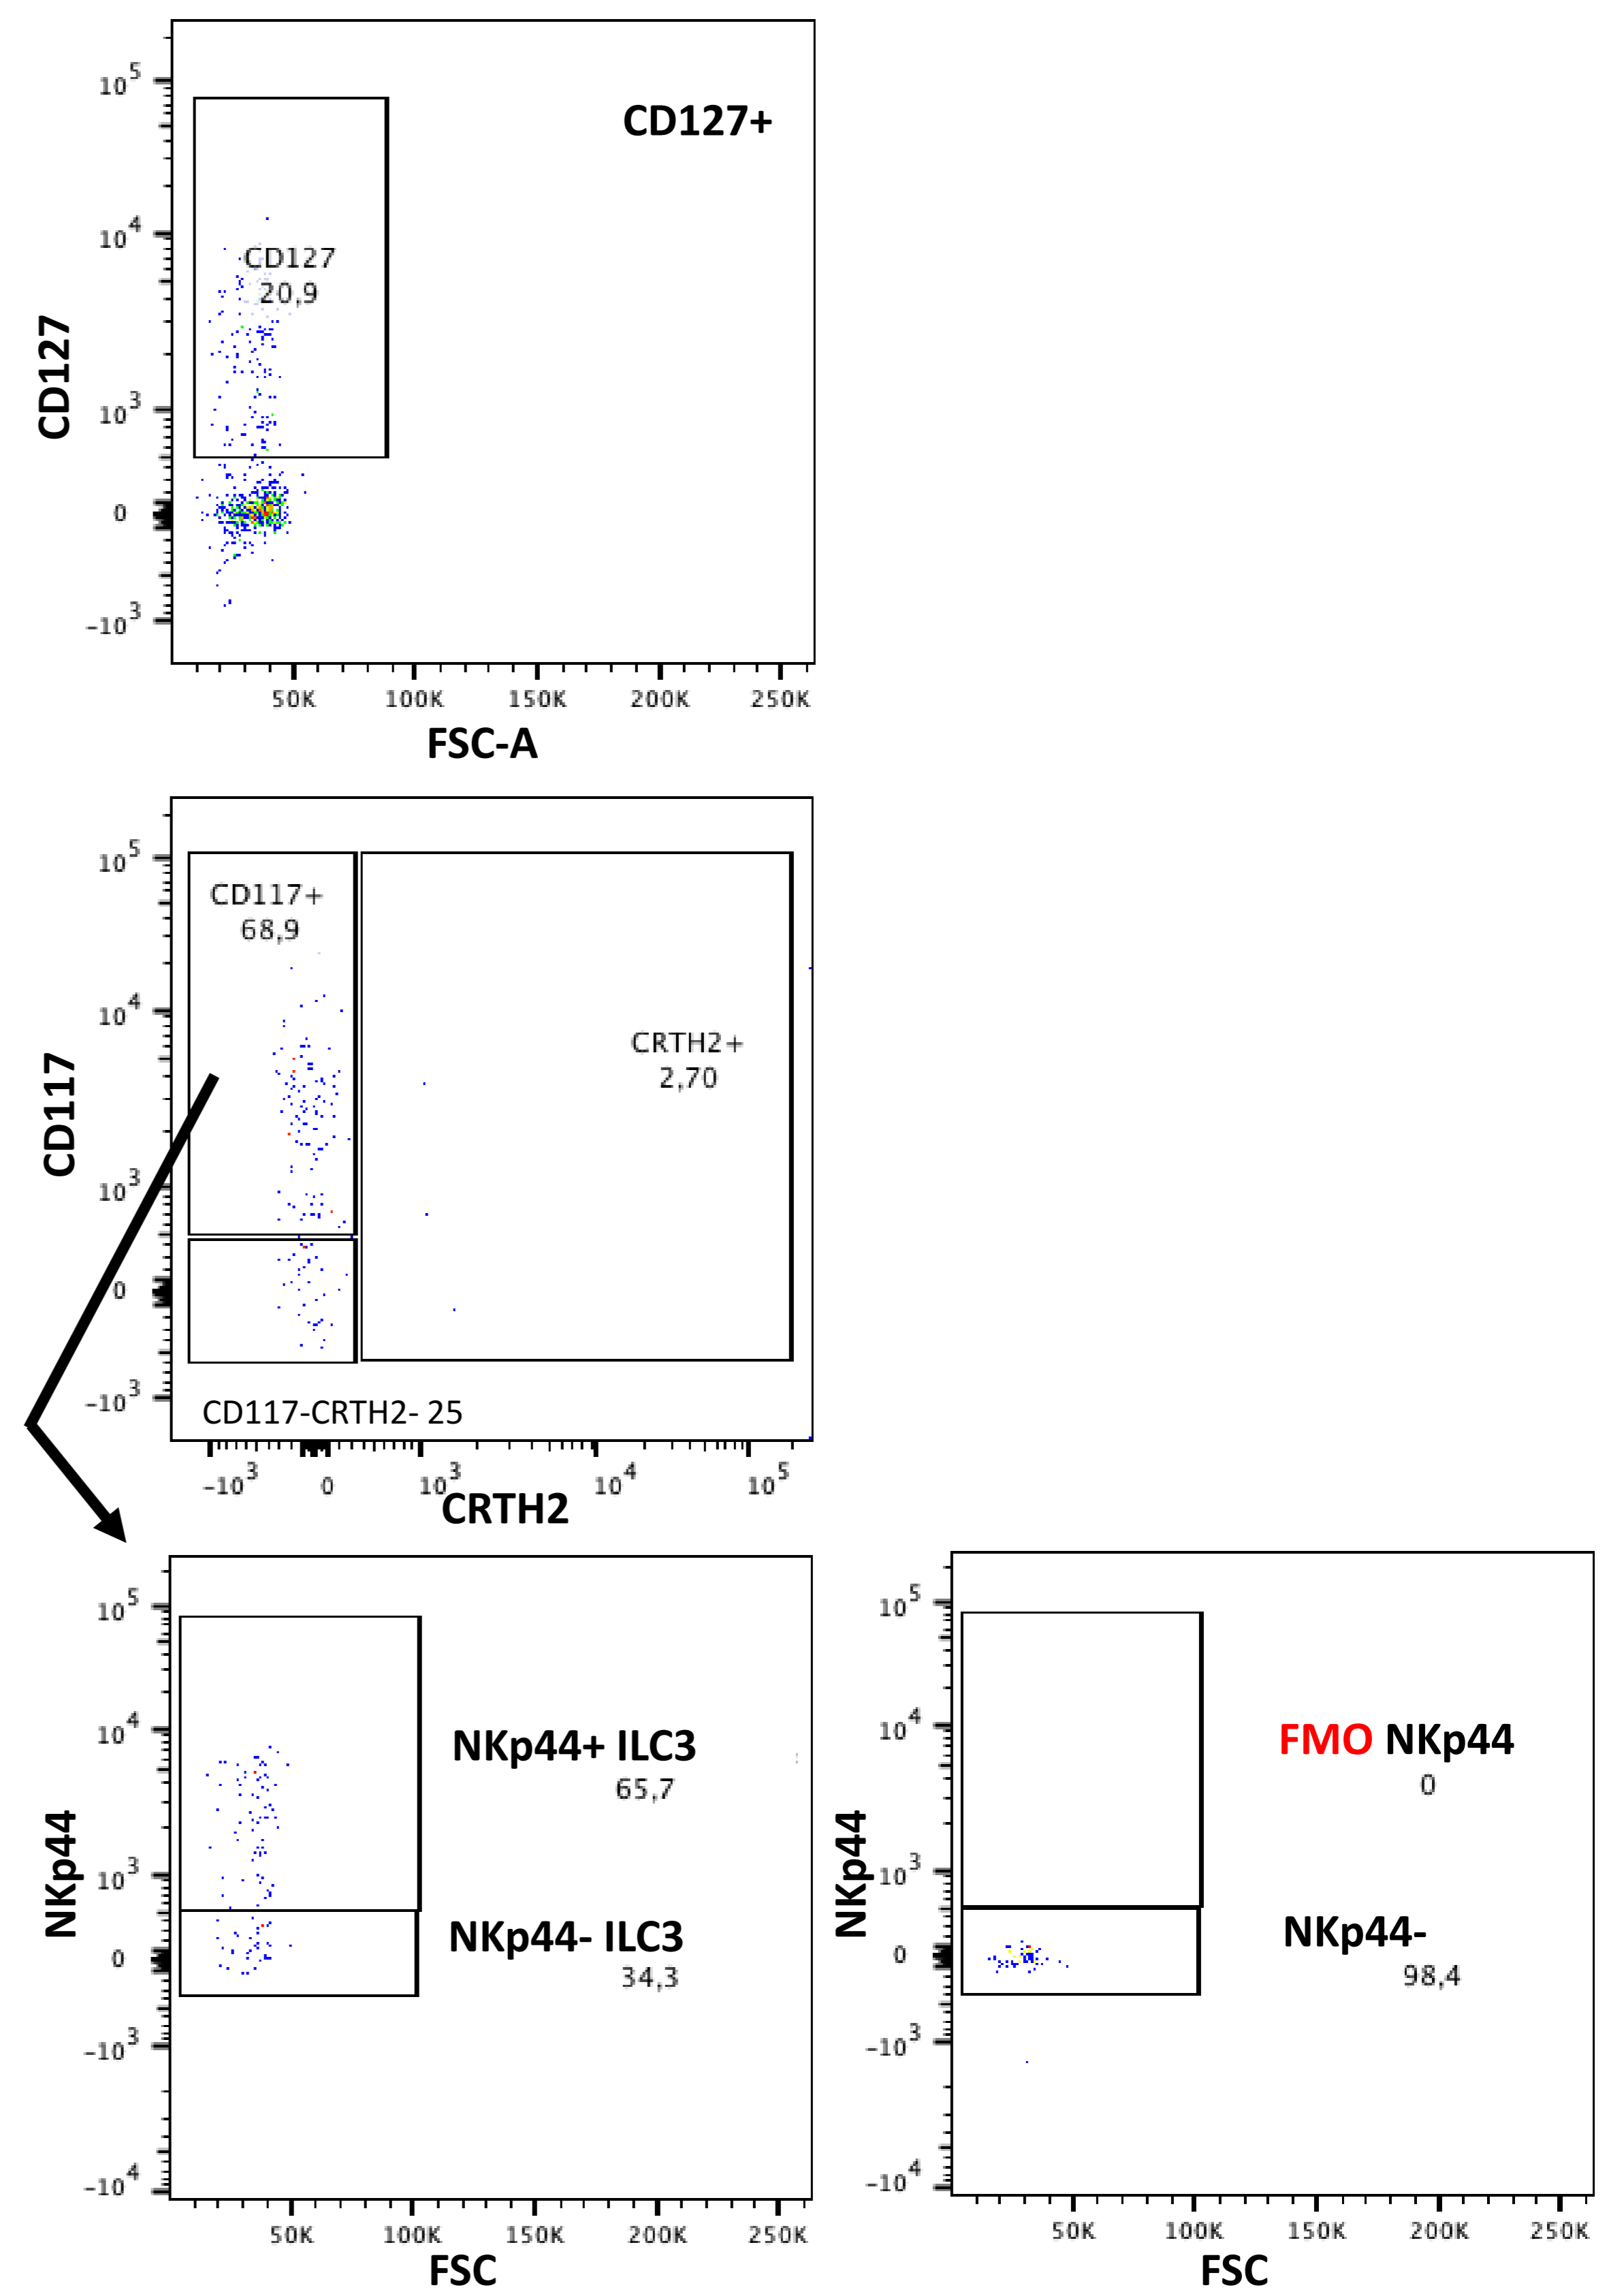 CD127+
10^5
10^4
10^3
0
-10^3
CD127
20,9
CD127
50K 100K 150K 200K 250K
FSC-A
10^5
10^4
10^3
0
-10^3
CD117+
68,9
CRTH2+
2,70
CD117
CD117-CRTH2- 25
-10^3 0 10^3 10^4 10^5
CRTH2
10^5
10^4
10^3
0
-10^3
-10^4
NKp44+ ILC3
65,7
NKp44- ILC3
34,3
NKp44
50K 100K 150K 200K 250K
FSC
10^5
10^4
10^3
0
-10^3
-10^4
FMO NKp44
0
NKp44-
98,4
NKp44
50K 100K 150K 200K 250K
FSC